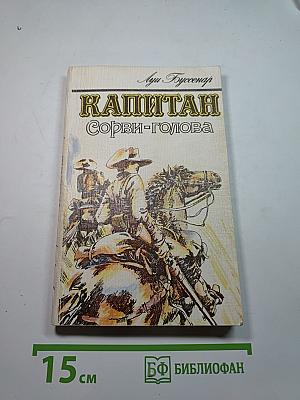 Луи Буссенар
КАПИТАН
Сорви-голова
15 см
БФ БИБЛИОФАН